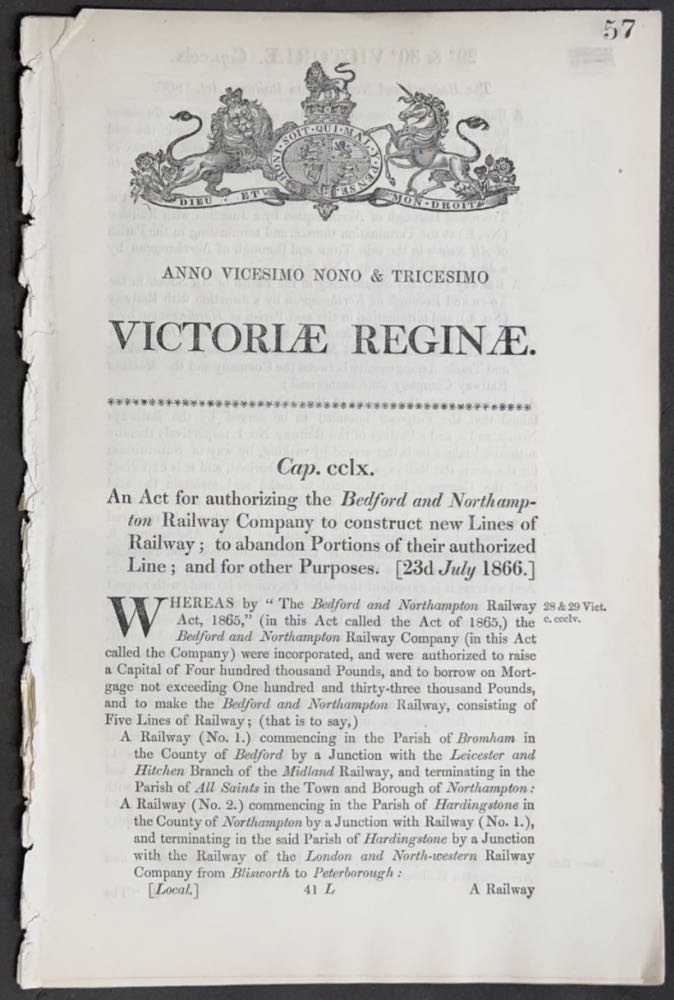 57
HONI·SOIT·QUI·MAL·Y·PENSE
DIEU · ET MON·DROIT
ANNO VICESIMO NONO & TRICESIMO
VICTORIÆ REGINÆ.
Cap. cclx.
An Act for authorizing the Bedford and Northamp-
ton Railway Company to construct new Lines of
Railway; to abandon Portions of their authorized
Line; and for other Purposes. [23d July 1866.]
WHEREAS by “ The Bedford and Northampton Railway 28 & 29 Vict.
Act, 1865,” (in this Act called the Act of 1865,) the c. ccclv.
Bedford and Northampton Railway Company (in this Act
called the Company) were incorporated, and were authorized to raise
a Capital of Four hundred thousand Pounds, and to borrow on Mort-
gage not exceeding One hundred and thirty-three thousand Pounds,
and to make the Bedford and Northampton Railway, consisting of
Five Lines of Railway; (that is to say,)
A Railway (No. 1.) commencing in the Parish of Bromham in
the County of Bedford by a Junction with the Leicester and
Hitchen Branch of the Midland Railway, and terminating in the
Parish of All Saints in the Town and Borough of Northampton:
A Railway (No. 2.) commencing in the Parish of Hardingstone in
the County of Northampton by a Junction with Railway (No. 1.),
and terminating in the said Parish of Hardingstone by a Junction
with the Railway of the London and North-western Railway
Company from Blisworth to Peterborough:
[Local.] 41 L A Railway